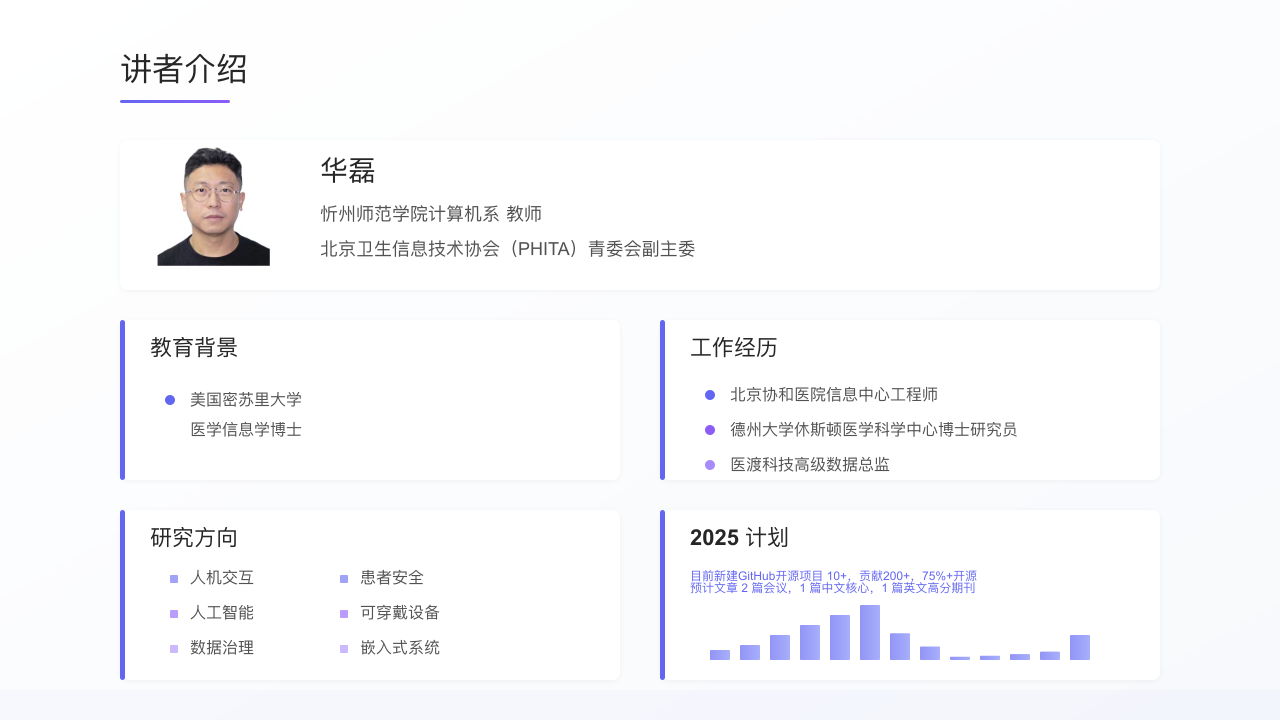 讲者介绍
华磊
忻州师范学院计算机系 教师
北京卫生信息技术协会（PHITA）青委会副主委
教育背景
美国密苏里大学
医学信息学博士
工作经历
北京协和医院信息中心工程师
德州大学休斯顿医学科学中心博士研究员
医渡科技高级数据总监
研究方向
人机交互
患者安全
人工智能
可穿戴设备
数据治理
嵌入式系统
2025 计划
目前新建GitHub开源项目 10+，贡献200+，75%+开源
预计文章 2 篇会议，1 篇中文核心，1 篇英文高分期刊